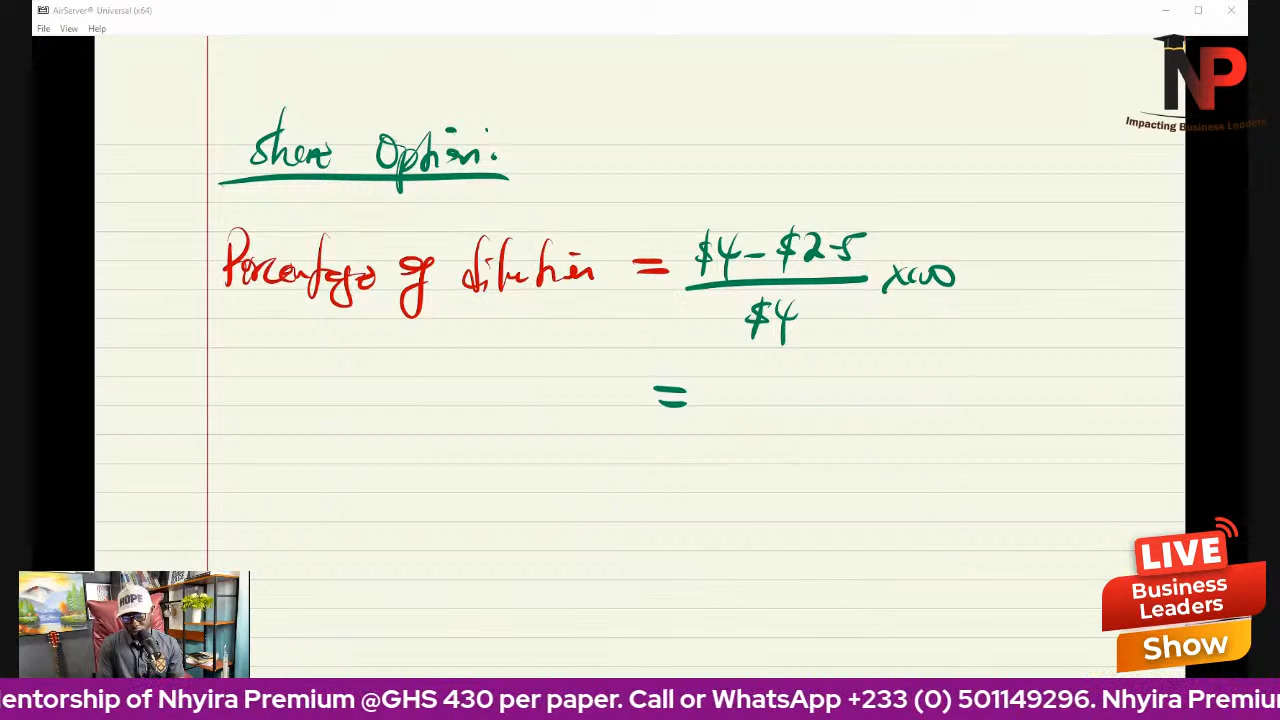 AirServer® Universal (x64)
File View Help
NP
Impacting Business Leaders
Share Option:
Percentage of dilution = $4 - $2.5 x100
$4
=
HOPE
LIVE
Business
Leaders
Show
entorship of Nhyira Premium @GHS 430 per paper. Call or WhatsApp +233 (0) 501149296. Nhyira Premiu